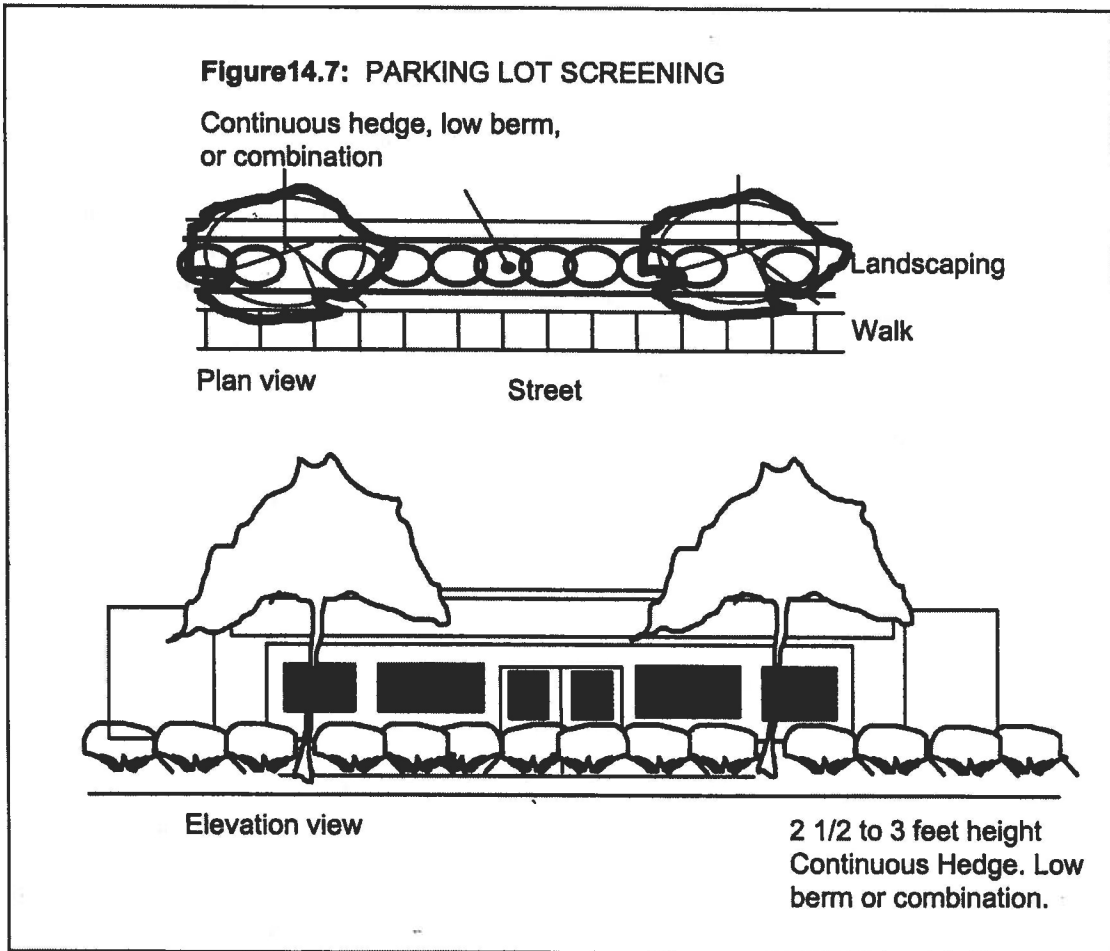 Figure14.7: PARKING LOT SCREENING
Continuous hedge, low berm,
or combination
Landscaping
Walk
Plan view
Street
Elevation view
2 1/2 to 3 feet height
Continuous Hedge. Low
berm or combination.